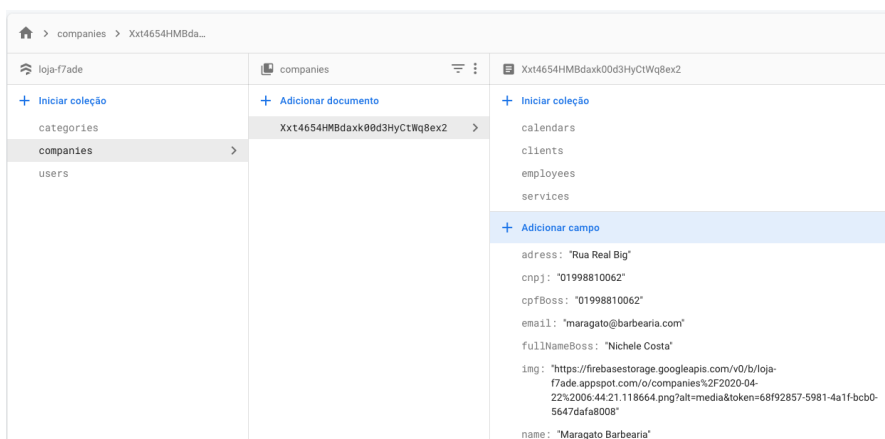 companies > Xxt4654HMBda...
loja-f7ade
companies
Xxt4654HMBdaxk00d3HyCtWq8ex2
+ Iniciar coleção
+ Adicionar documento
+ Iniciar coleção
categories
companies
users
Xxt4654HMBdaxk00d3HyCtWq8ex2
calendars
clients
employees
services
+ Adicionar campo
adress: "Rua Real Big"
cnpj: "01998810062"
cpfBoss: "01998810062"
email: "maragato@barbearia.com"
fullNameBoss: "Nichele Costa"
img: "https://firebasestorage.googleapis.com/v0/b/loja-
f7ade.appspot.com/o/companies%2F2020-04-
22%2006:44:21.118664.png?alt=media&token=68f92857-5981-4a1f-bcb0-
5647dafa8008"
name: "Maragato Barbearia"